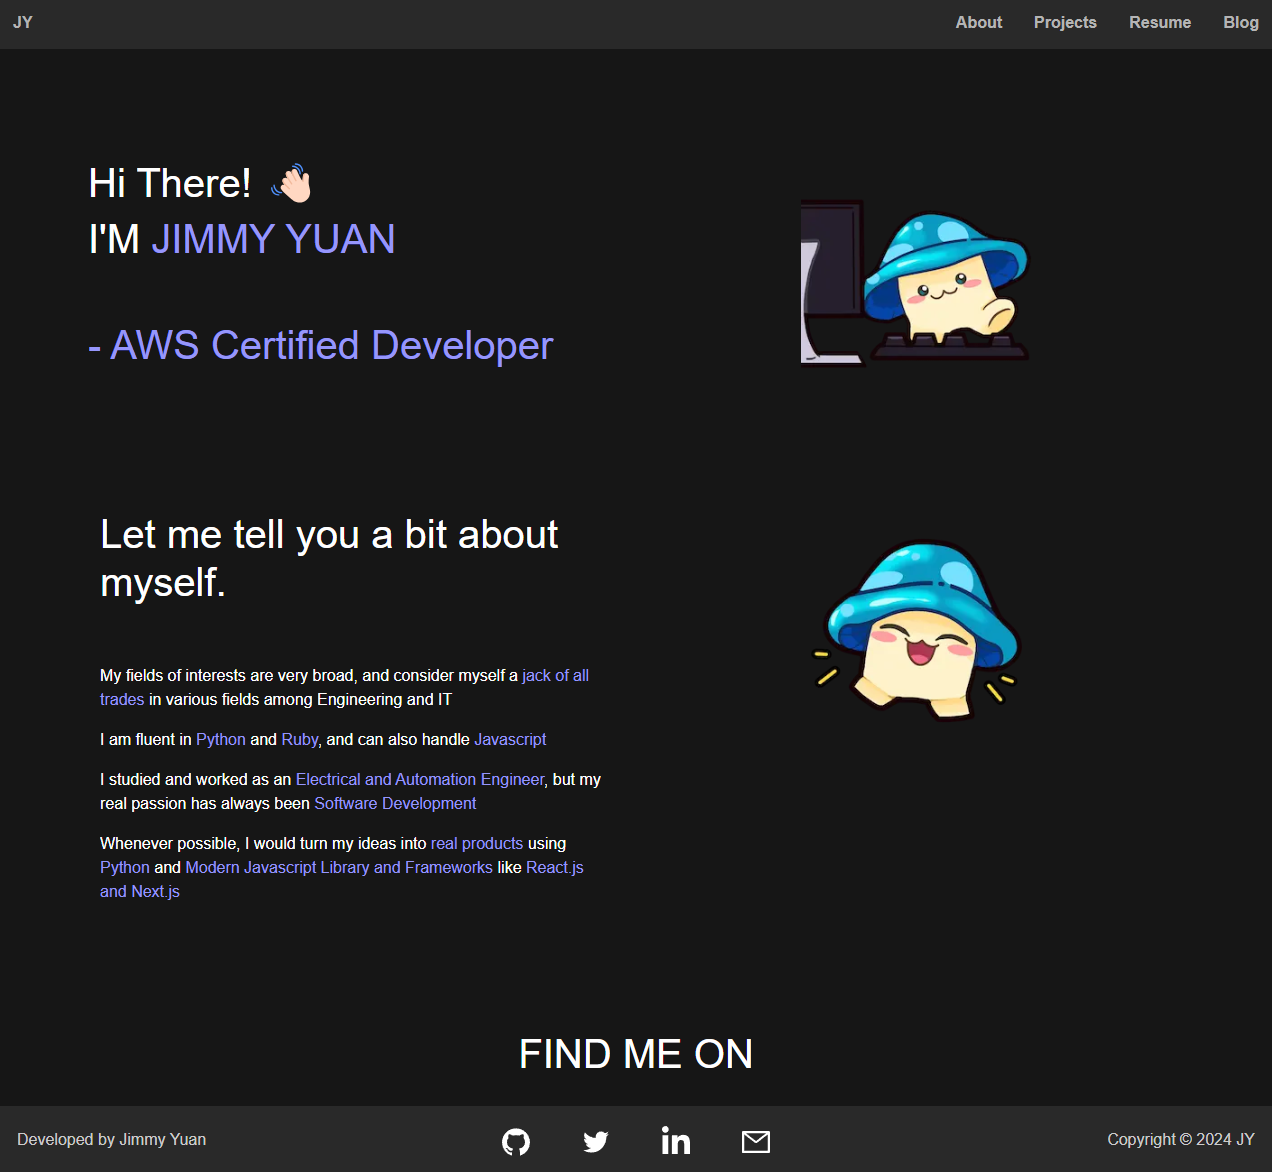 JY
About Projects Resume Blog
Hi There! 👋🏻
I'M JIMMY YUAN
- AWS Certified Developer
Let me tell you a bit about
myself.
My fields of interests are very broad, and consider myself a jack of all
trades in various fields among Engineering and IT
I am fluent in Python and Ruby, and can also handle Javascript
I studied and worked as an Electrical and Automation Engineer, but my
real passion has always been Software Development
Whenever possible, I would turn my ideas into real products using
Python and Modern Javascript Library and Frameworks like React.js
and Next.js
FIND ME ON
Developed by Jimmy Yuan
in
Copyright © 2024 JY